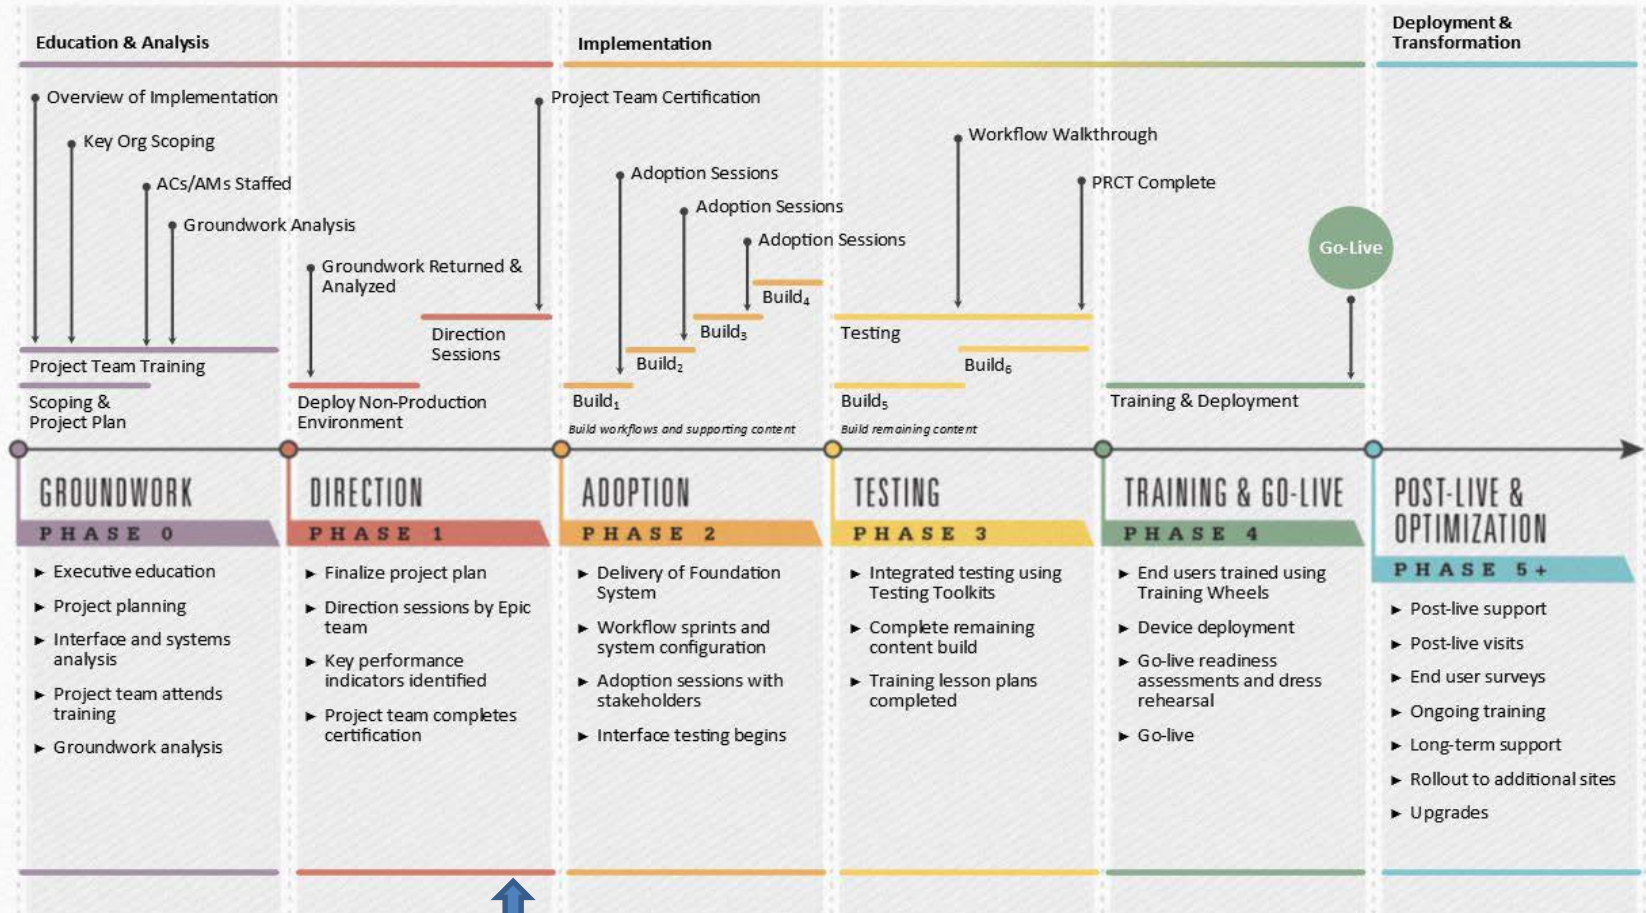 Education & Analysis
Implementation
Deployment &
Transformation
Overview of Implementation
Key Org Scoping
ACs/AMs Staffed
Groundwork Analysis
Groundwork Returned &
Analyzed
Project Team Certification
Adoption Sessions
Adoption Sessions
Adoption Sessions
Workflow Walkthrough
PRCT Complete
Go-Live
Project Team Training
Scoping &
Project Plan
Direction
Sessions
Deploy Non-Production
Environment
Build4
Build3
Build2
Build1
Build workflows and supporting content
Testing
Build6
Build5
Build remaining content
Training & Deployment
GROUNDWORK
PHASE 0
► Executive education
► Project planning
► Interface and systems
analysis
► Project team attends
training
► Groundwork analysis
DIRECTION
PHASE 1
► Finalize project plan
► Direction sessions by Epic
team
► Key performance
indicators identified
► Project team completes
certification
ADOPTION
PHASE 2
► Delivery of Foundation
System
► Workflow sprints and
system configuration
► Adoption sessions with
stakeholders
► Interface testing begins
TESTING
PHASE 3
► Integrated testing using
Testing Toolkits
► Complete remaining
content build
► Training lesson plans
completed
TRAINING & GO-LIVE
PHASE 4
► End users trained using
Training Wheels
► Device deployment
► Go-live readiness
assessments and dress
rehearsal
► Go-live
POST-LIVE &
OPTIMIZATION
PHASE 5+
► Post-live support
► Post-live visits
► End user surveys
► Ongoing training
► Long-term support
► Rollout to additional sites
► Upgrades